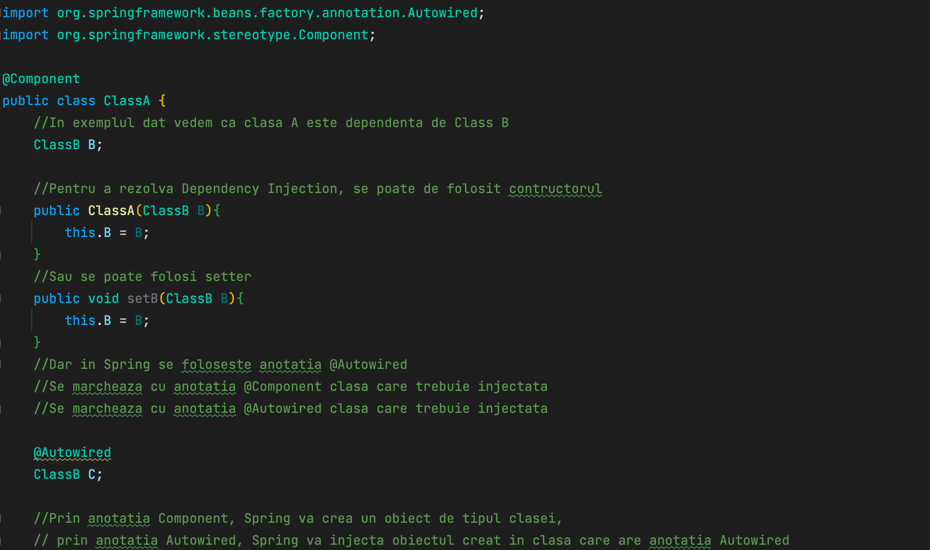 import org.springframework.beans.factory.annotation.Autowired;
import org.springframework.stereotype.Component;
@Component
public class ClassA {
//In exemplul dat vedem ca clasa A este dependenta de Class B
ClassB B;
//Pentru a rezolva Dependency Injection, se poate de folosit contructorul
public ClassA(ClassB B){
this.B = B;
}
//Sau se poate folosi setter
public void setB(ClassB B){
this.B = B;
}
//Dar in Spring se foloseste anotatia @Autowired
//Se marcheaza cu anotatia @Component clasa care trebuie injectata
//Se marcheaza cu anotatia @Autowired clasa care trebuie injectata
@Autowired
ClassB C;
//Prin anotatia Component, Spring va crea un obiect de tipul clasei,
// prin anotatia Autowired, Spring va injecta obiectul creat in clasa care are anotatia Autowired